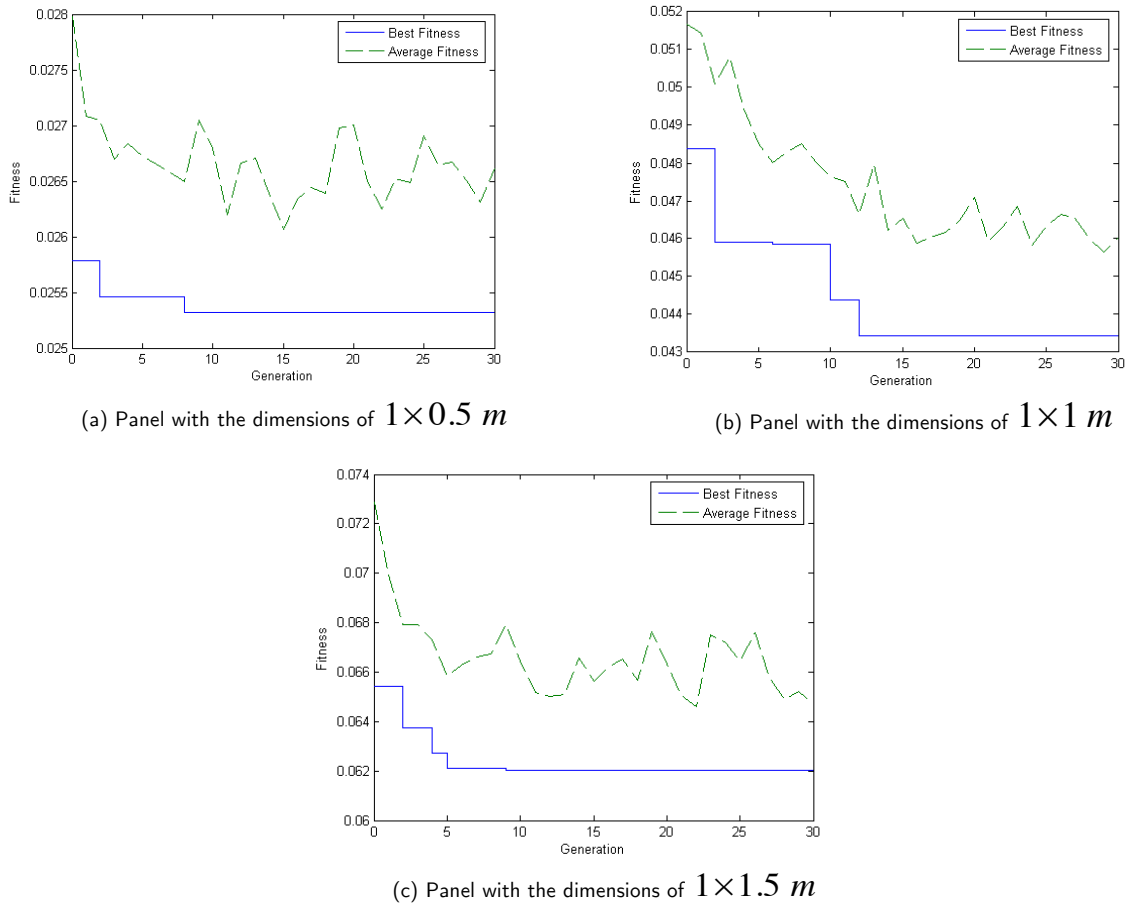 0.028
0.0275
0.027
0.0265
0.026
0.0255
0.025
Fitness
0 5 10 15 20 25 30
Generation
Best Fitness
Average Fitness
(a) Panel with the dimensions of 1×0.5 m
0.052
0.051
0.05
0.049
0.048
0.047
0.046
0.045
0.044
0.043
Fitness
0 5 10 15 20 25 30
Generation
Best Fitness
Average Fitness
(b) Panel with the dimensions of 1×1 m
0.074
0.072
0.07
0.068
0.066
0.064
0.062
0.06
Fitness
0 5 10 15 20 25 30
Generation
Best Fitness
Average Fitness
(c) Panel with the dimensions of 1×1.5 m